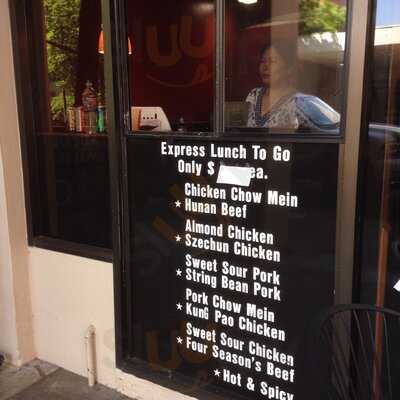 Express Lunch To Go
Only $ ea.
Chicken Chow Mein
* Hunan Beef
Almond Chicken
* Szechun Chicken
Sweet Sour Pork
* String Bean Pork
Pork Chow Mein
* KunG Pao Chicken
Sweet Sour Chicken
* Four Season's Beef
* Hot & Spicy